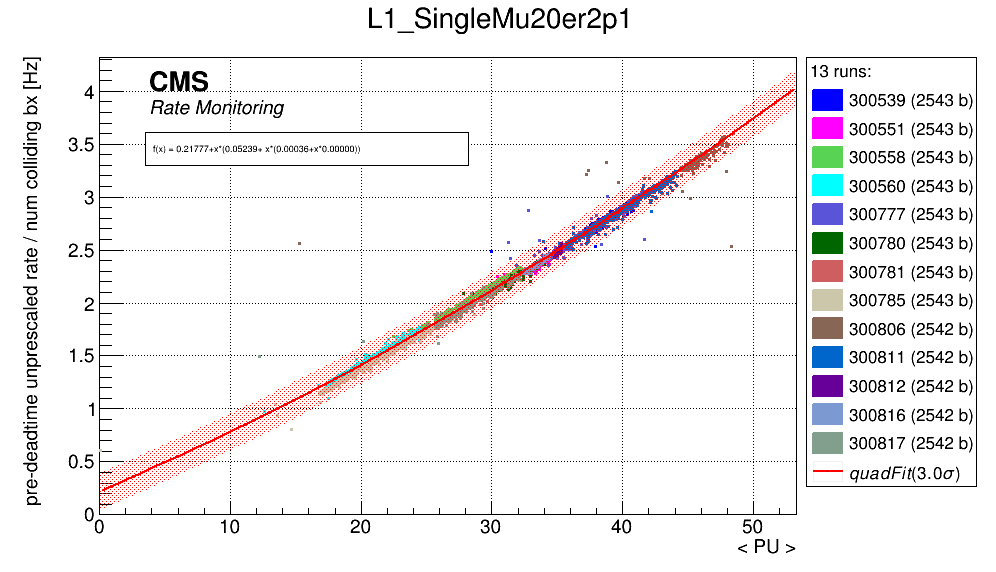 L1_SingleMu20er2p1
pre-deadtime unprescaled rate / num colliding bx [Hz]
CMS
Rate Monitoring
f(x) = 0.21777+x*(0.05239+ x*(0.00036+x*0.00000))
4
3.5
3
2.5
2
1.5
1
0.5
0
0 10 20 30 40 50
< PU >
13 runs:
300539 (2543 b)
300551 (2543 b)
300558 (2543 b)
300560 (2543 b)
300777 (2543 b)
300780 (2543 b)
300781 (2543 b)
300785 (2543 b)
300806 (2542 b)
300811 (2542 b)
300812 (2542 b)
300816 (2542 b)
300817 (2542 b)
quadFit(3.0σ)